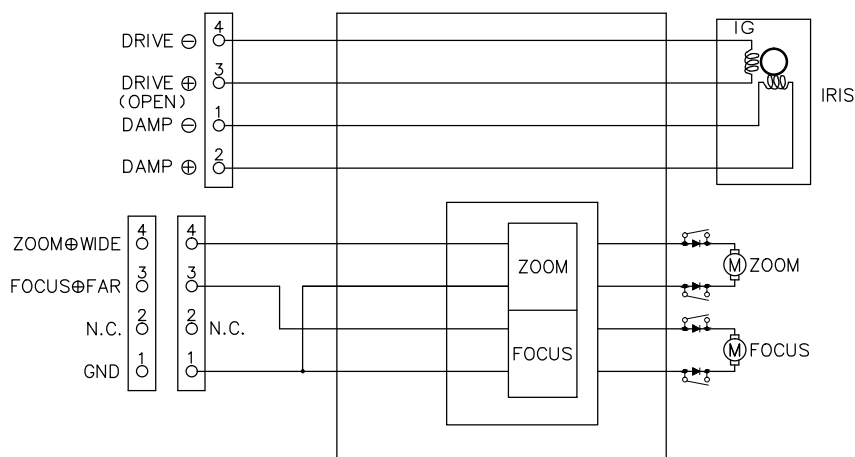 DRIVE ⊖ 4
IG
DRIVE ⊕ 3
(OPEN)
IRIS
DAMP ⊖ 1
DAMP ⊕ 2
ZOOM⊕WIDE 4 4
ZOOM
M ZOOM
FOCUS⊕FAR 3 3
N.C. 2 2 N.C.
FOCUS
M FOCUS
GND 1 1